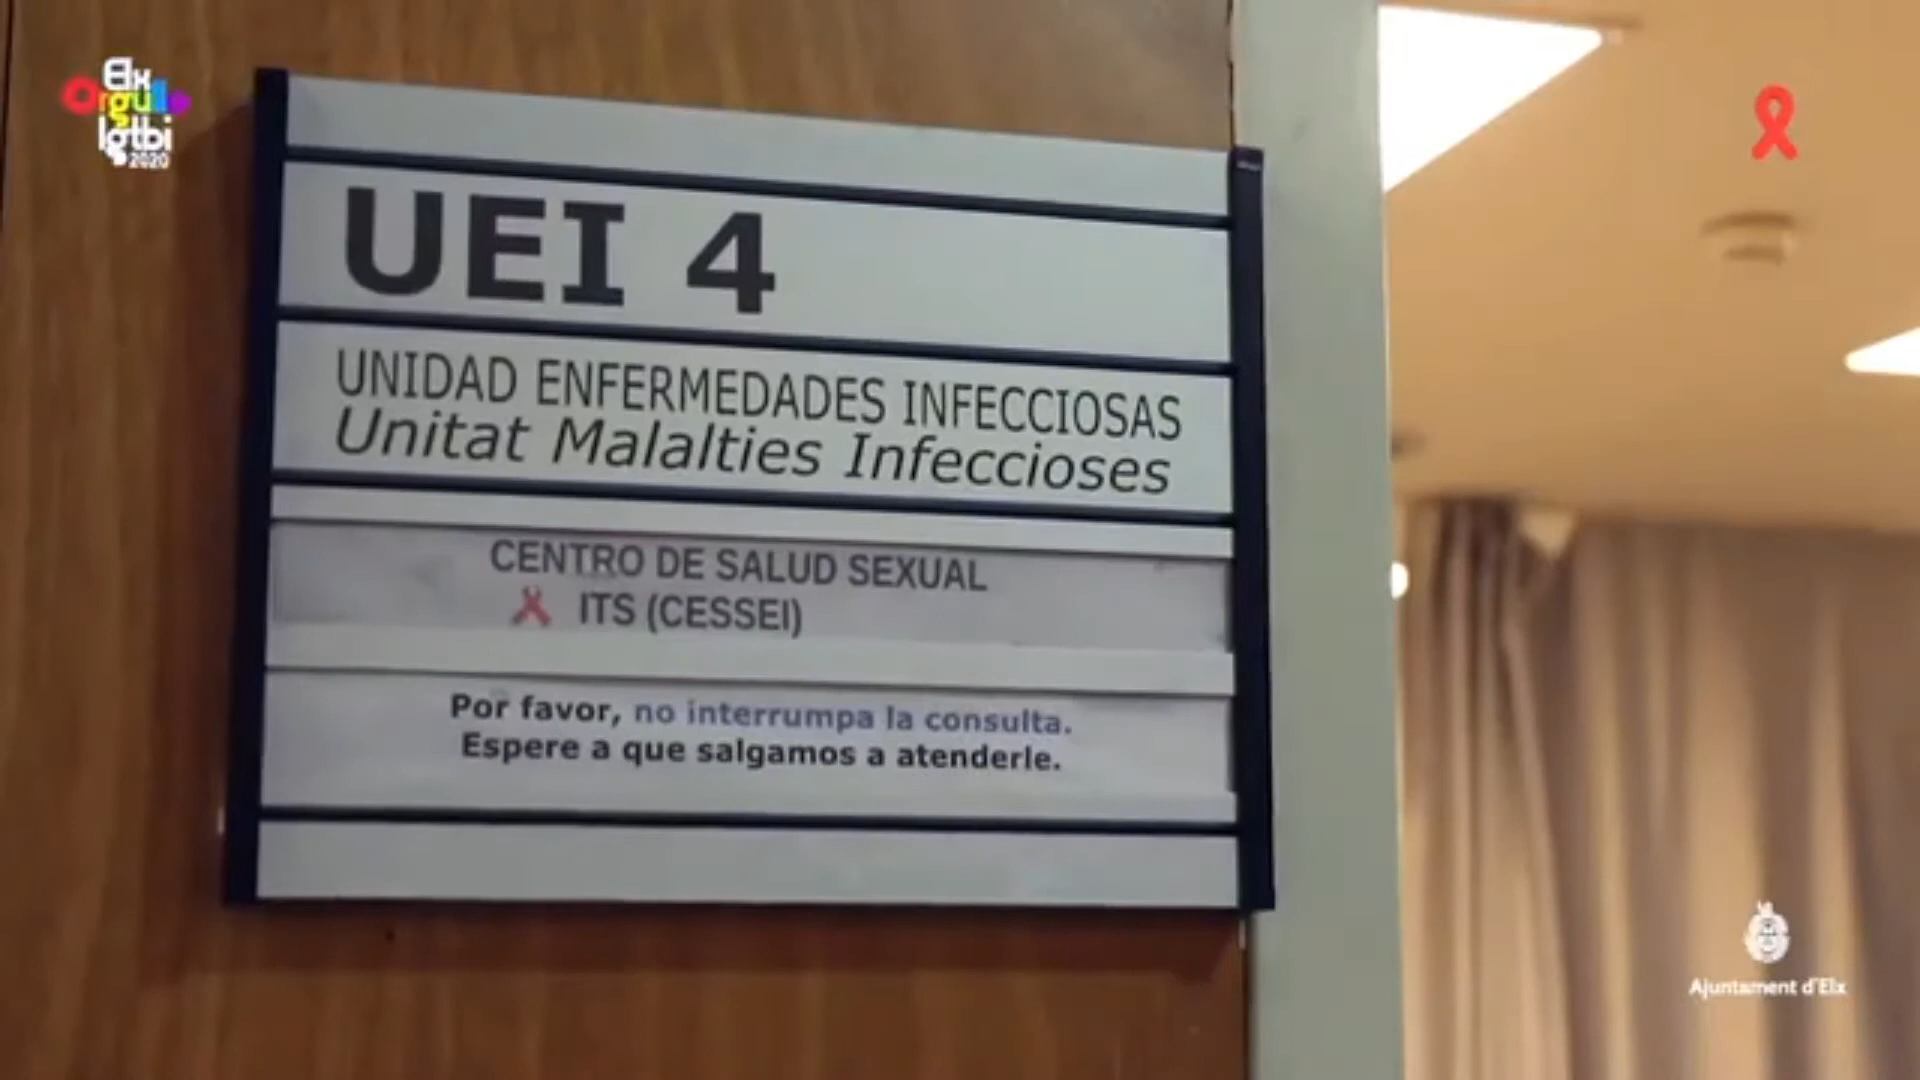 Elx
Orgullo
lgtbi
2020
UEI 4
UNIDAD ENFERMEDADES INFECCIOSAS
Unitat Malalties Infeccioses
CENTRO DE SALUD SEXUAL
ITS (CESSEI)
Por favor, no interrumpa la consulta.
Espere a que salgamos a atenderle.
Ajuntament d'Elx